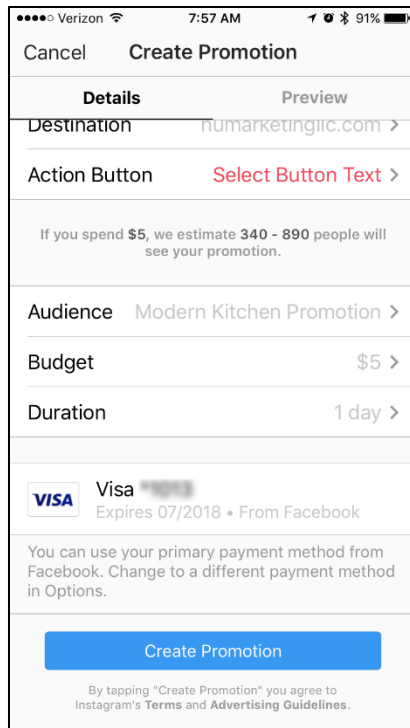 Verizon 7:57 AM 91%
Cancel Create Promotion
Details Preview
Destination numarketingllc.com >
Action Button Select Button Text >
If you spend $5, we estimate 340 - 890 people will
see your promotion.
Audience Modern Kitchen Promotion >
Budget $5 >
Duration 1 day >
VISA Visa
Expires 07/2018 • From Facebook
You can use your primary payment method from
Facebook. Change to a different payment method
in Options.
Create Promotion
By tapping "Create Promotion" you agree to
Instagram's Terms and Advertising Guidelines.